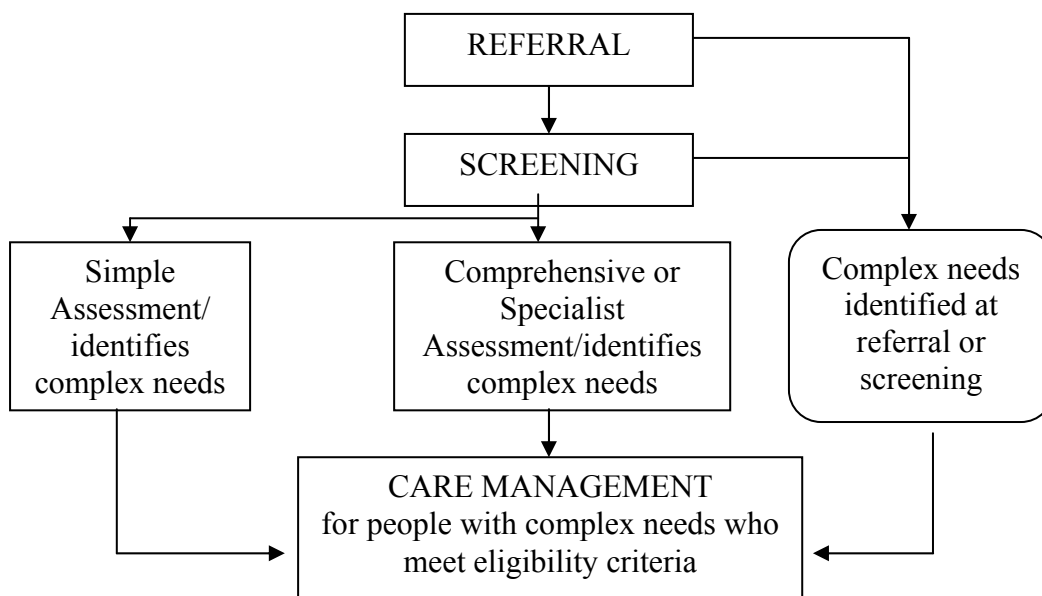 REFERRAL
SCREENING
Simple
Assessment/
identifies
complex needs
Comprehensive or
Specialist
Assessment/identifies
complex needs
Complex needs
identified at
referral or
screening
CARE MANAGEMENT
for people with complex needs who
meet eligibility criteria